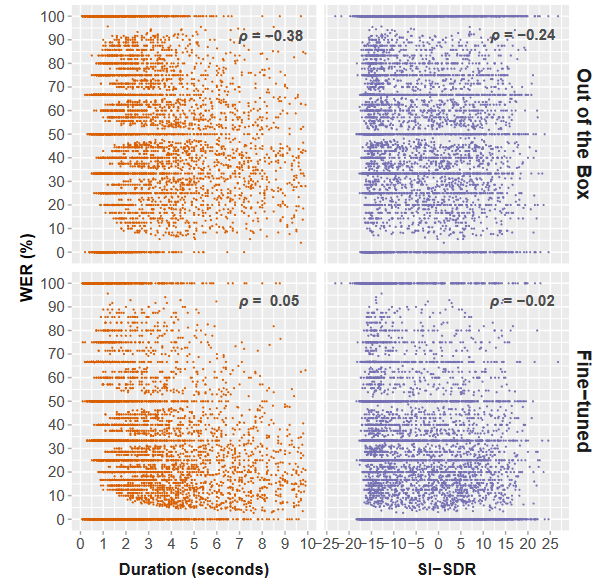 100
90
80
70
60
50
40
30
20
10
0
ρ = −0.38
ρ = −0.24
Out of the Box
WER (%)
100
90
80
70
60
50
40
30
20
10
0
ρ = 0.05
ρ = −0.02
Fine−tuned
0 1 2 3 4 5 6 7 8 9 10
−25 −20 −15 −10 −5 0 5 10 15 20 25
Duration (seconds)
SI−SDR